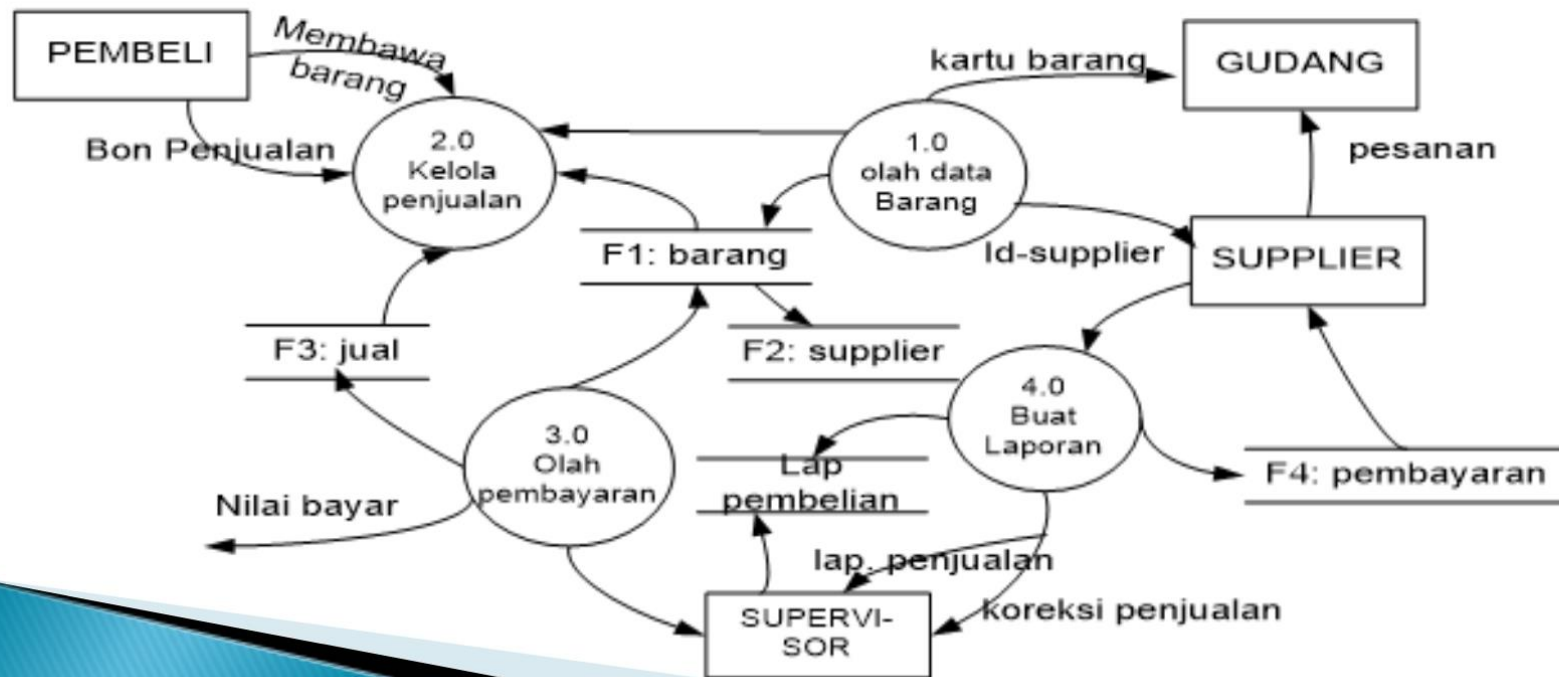 PEMBELI
Membawa
barang
Bon Penjualan
2.0
Kelola
penjualan
kartu barang
GUDANG
1.0
olah data
Barang
pesanan
F1: barang
Id-supplier
SUPPLIER
F3: jual
F2: supplier
4.0
Buat
Laporan
3.0
Olah
pembayaran
Lap
pembelian
F4: pembayaran
Nilai bayar
lap. penjualan
koreksi penjualan
SUPERVI-
SOR